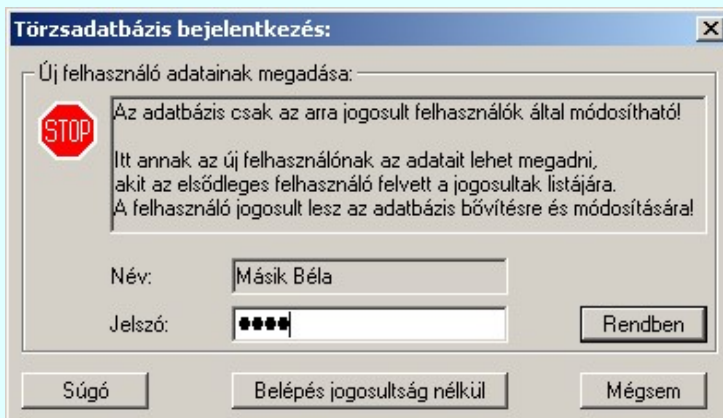 Törzsadatbázis bejelentkezés:
Új felhasználó adatainak megadása:
STOP
Az adatbázis csak az arra jogosult felhasználók által módosítható!
Itt annak az új felhasználónak az adatait lehet megadni,
akit az elsődleges felhasználó felvett a jogosultak listájára.
A felhasználó jogosult lesz az adatbázis bővítésre és módosítására!
Név: Másik Béla
Jelszó: ●●●●
Rendben
Súgó Belépés jogosultság nélkül Mégsem